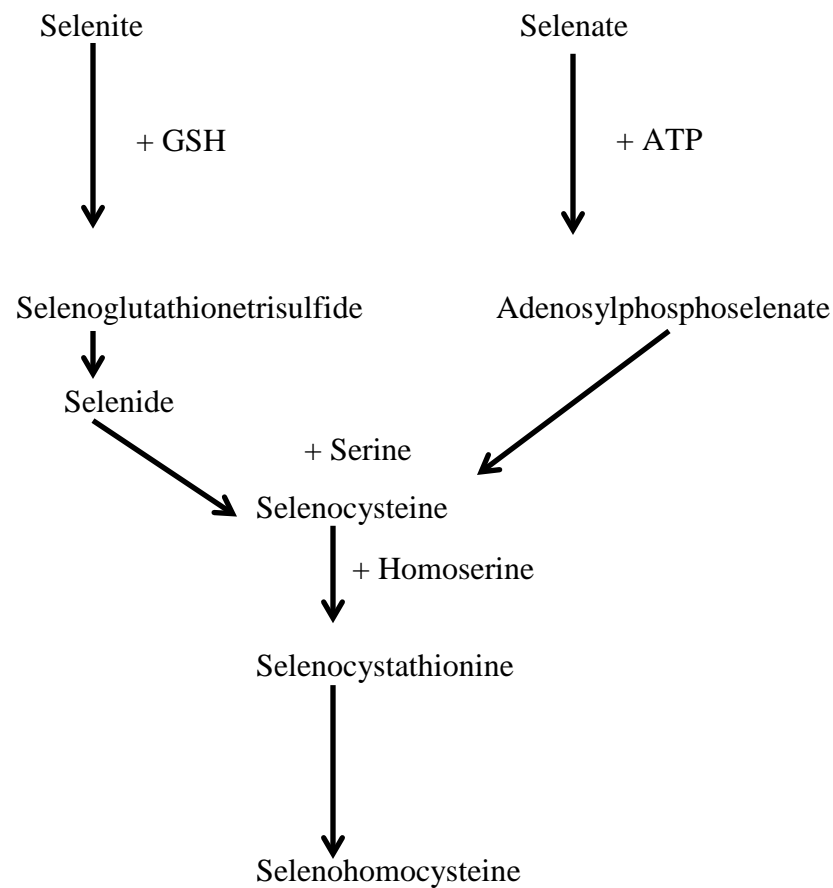 Selenite
Selenate
+ GSH
+ ATP
Selenoglutathionetrisulfide
Adenosylphosphoselenate
Selenide
+ Serine
Selenocysteine
+ Homoserine
Selenocystathionine
Selenohomocysteine